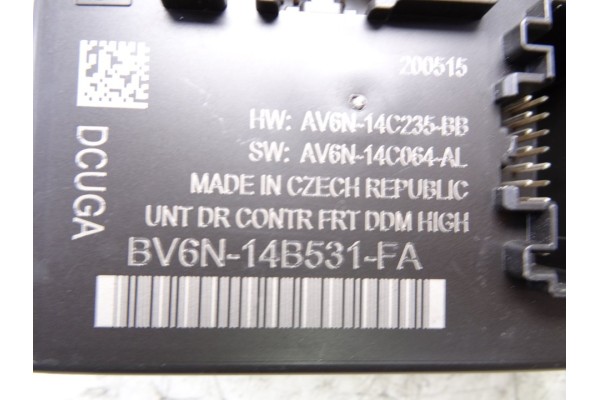 200515
HW: AV6N-14C235-BB
SW: AV6N-14C064-AL
MADE IN CZECH REPUBLIC
UNT DR CONTR FRT DDM HIGH
BV6N-14B531-FA
DCUGA